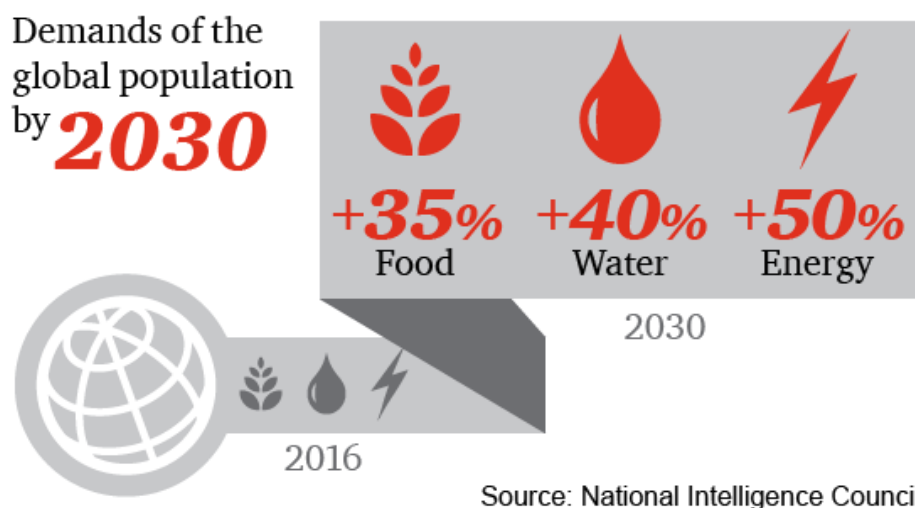 Demands of the
global population
by 2030
+35% +40% +50%
Food Water Energy
2030
2016
Source: National Intelligence Counci